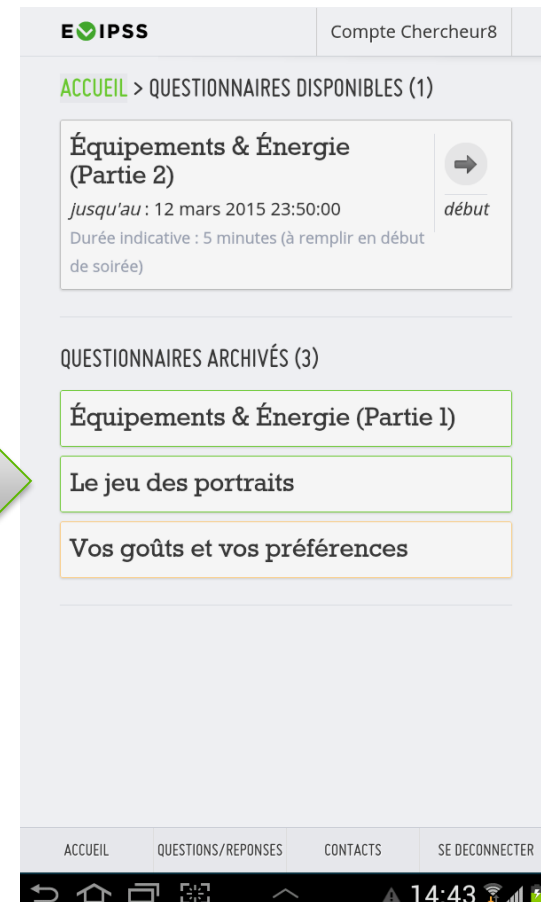 ELIPSS
Compte Chercheur8
ACCUEIL > QUESTIONNAIRES DISPONIBLES (1)
Équipements & Énergie
(Partie 2)
jusqu'au : 12 mars 2015 23:50:00
Durée indicative : 5 minutes (à remplir en début
de soirée)
début
QUESTIONNAIRES ARCHIVÉS (3)
Équipements & Énergie (Partie 1)
Le jeu des portraits
Vos goûts et vos préférences
ACCUEIL QUESTIONS/REPONSES CONTACTS SE DECONNECTER
14:43